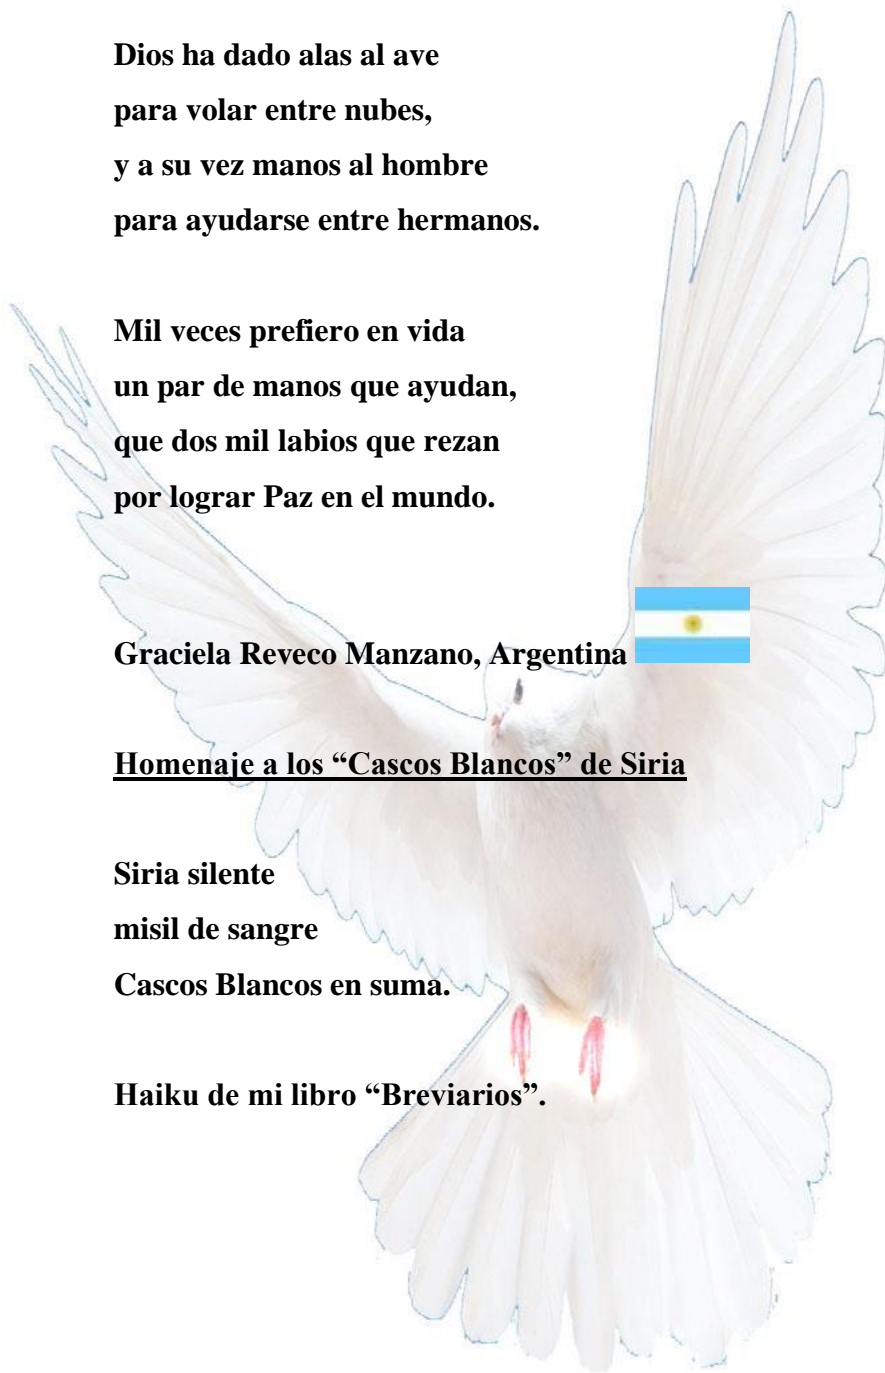 Dios ha dado alas al ave
para volar entre nubes,
y a su vez manos al hombre
para ayudarse entre hermanos.
Mil veces prefiero en vida
un par de manos que ayudan,
que dos mil labios que rezan
por lograr Paz en el mundo.
Graciela Reveco Manzano, Argentina
Homenaje a los “Cascos Blancos” de Siria
Siria silente
misil de sangre
Cascos Blancos en suma.
Haiku de mi libro “Breviarios”.